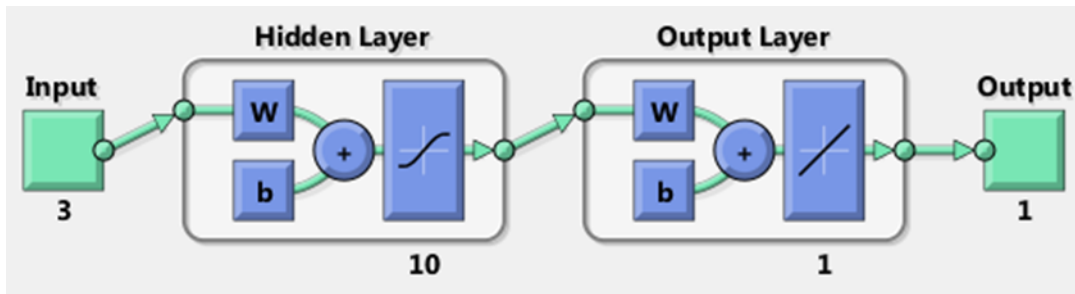 Hidden Layer
Output Layer
Input
Output
W
W
+
+
b
b
3
1
10
1